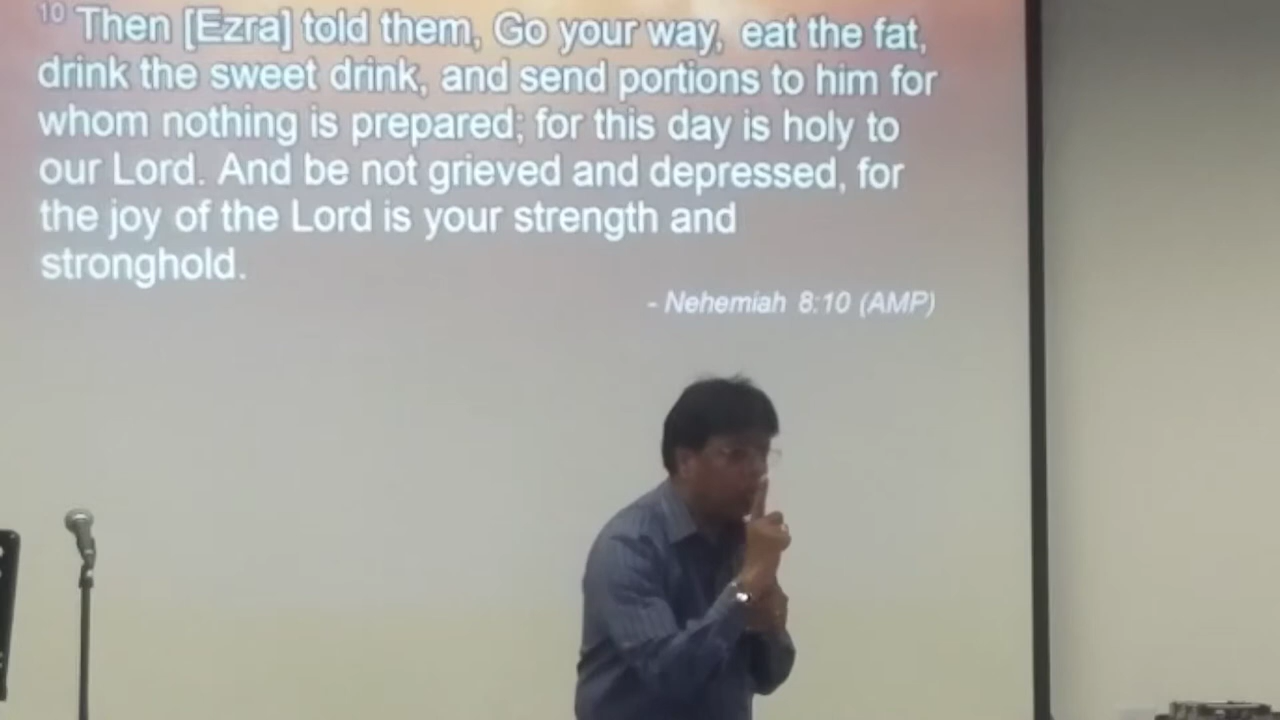 10 Then [Ezra] told them, Go your way, eat the fat,
drink the sweet drink, and send portions to him for
whom nothing is prepared; for this day is holy to
our Lord. And be not grieved and depressed, for
the joy of the Lord is your strength and
stronghold.
- Nehemiah 8:10 (AMP)